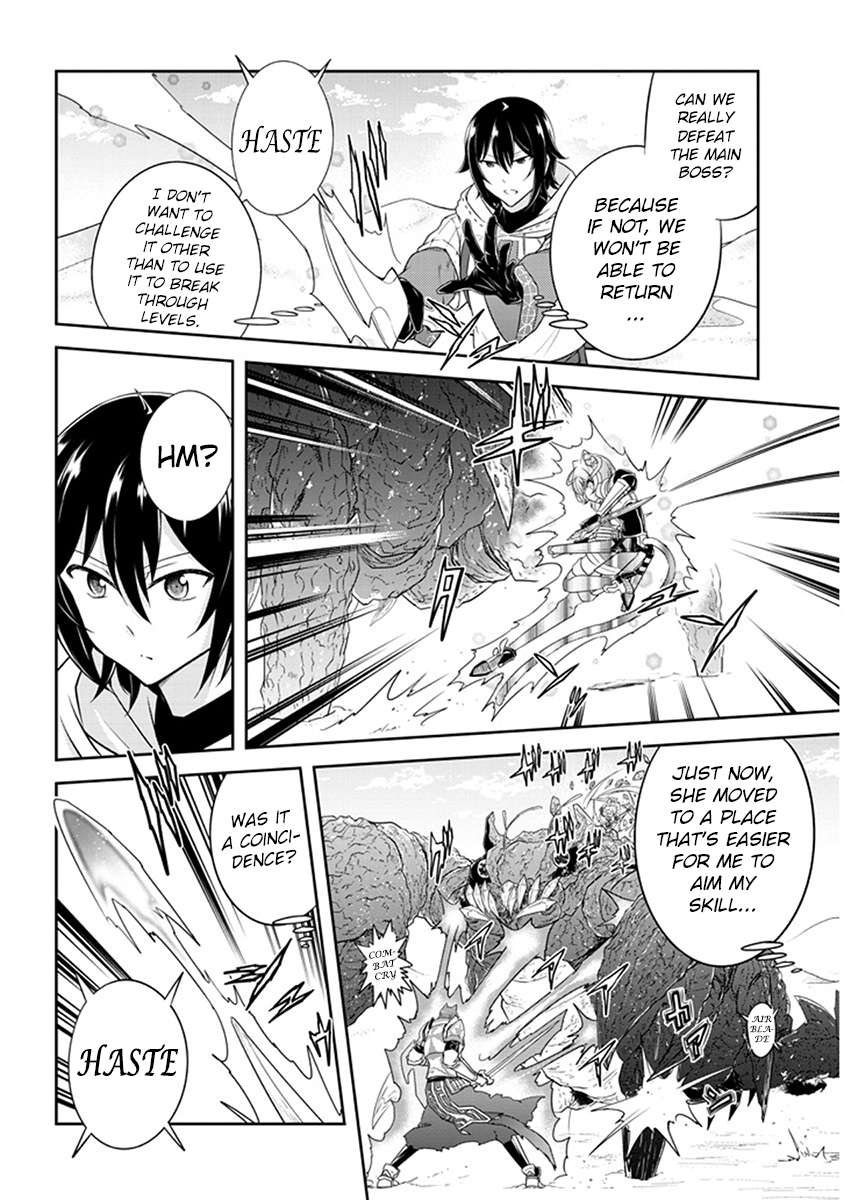 CAN WE
REALLY
DEFEAT
THE MAIN
BOSS?
BECAUSE
IF NOT, WE
WON'T BE
ABLE TO
RETURN
...
HASTE
I DON'T
WANT TO
CHALLENGE
IT OTHER
THAN TO USE
IT TO BREAK
THROUGH
LEVELS.
HM?
JUST NOW,
SHE MOVED
TO A PLACE
THAT'S EASIER
FOR ME TO
AIM MY
SKILL...
AIR
BLA-
DE
COM-
BAT
CRY
WAS IT
A COINCI-
DENCE?
HASTE